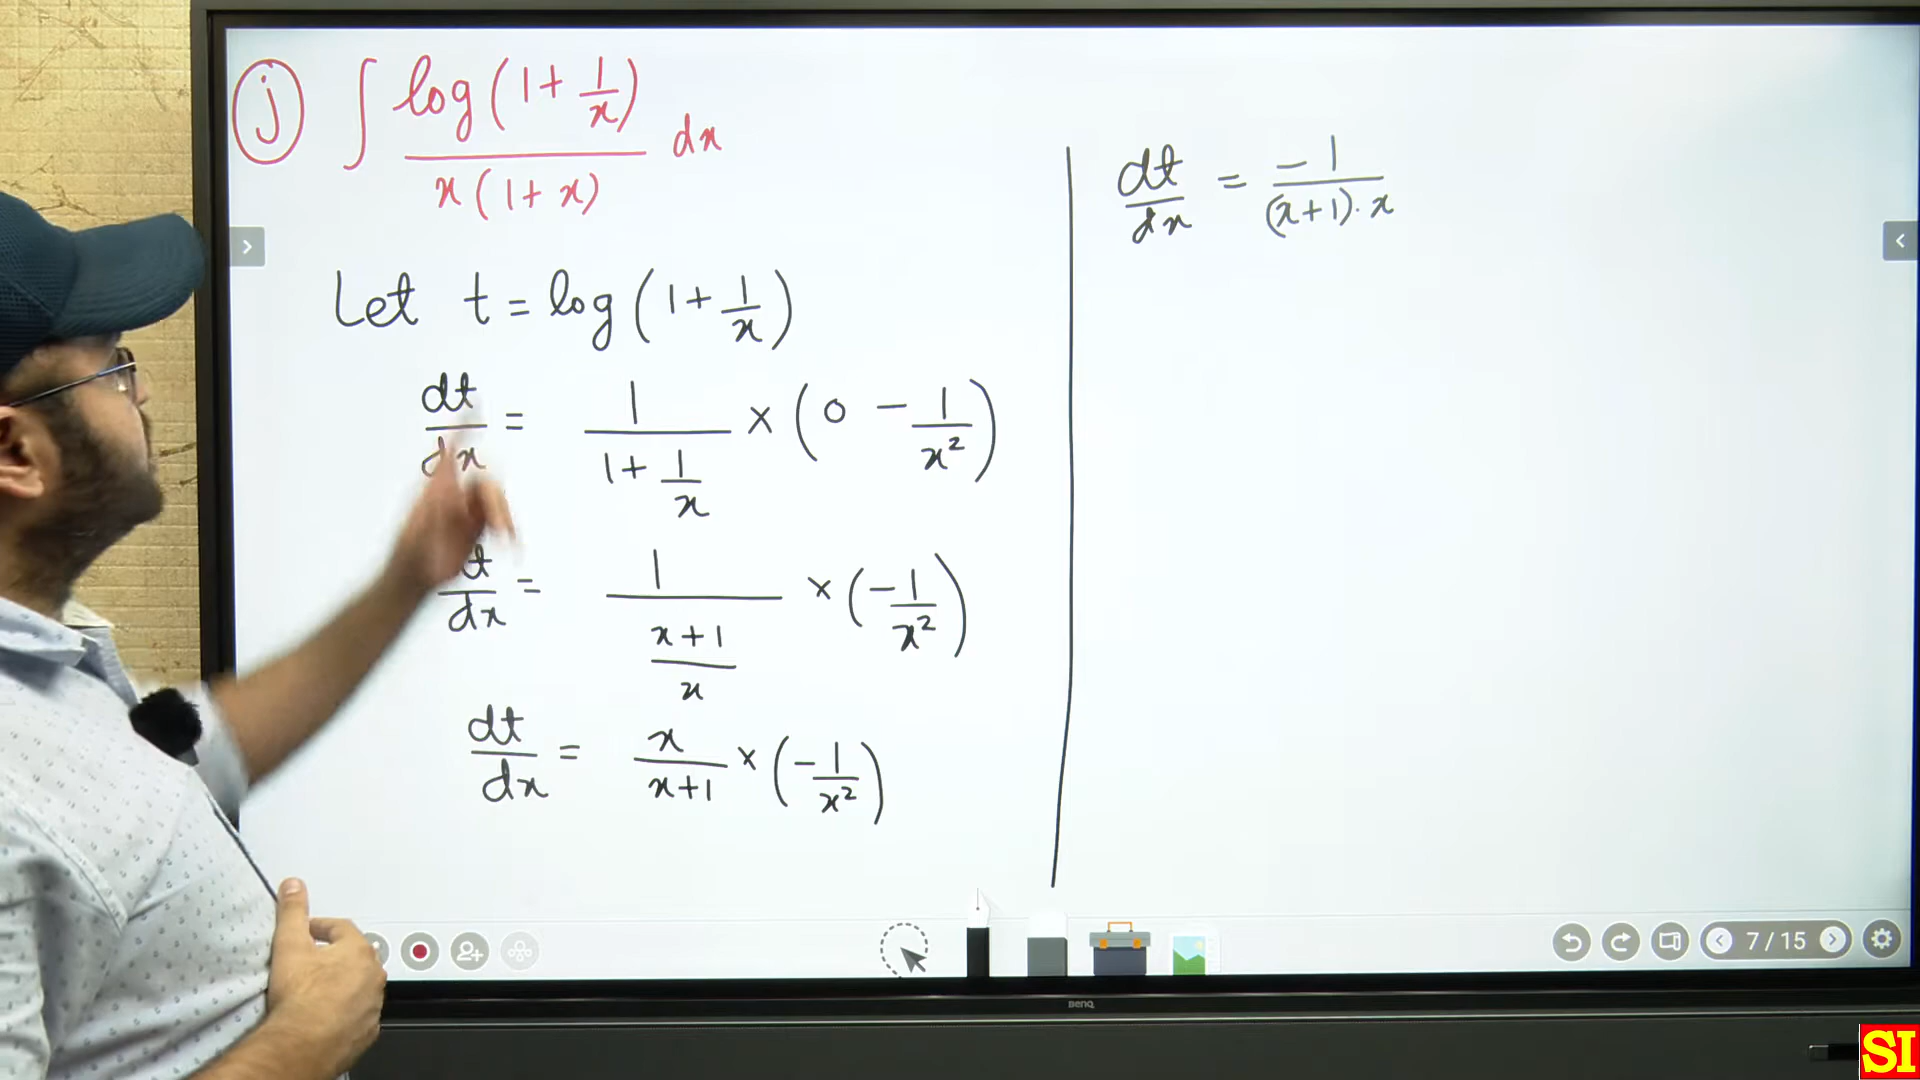 j ∫ log(1 + 1/x) / x(1 + x) dx
Let t = log(1 + 1/x)
dt/dx = 1/(1 + 1/x) × (0 - 1/x²)
t/dx = 1/((x+1)/x) × (-1/x²)
dt/dx = x/(x+1) × (-1/x²)
dt/dx = -1/((x+1)·x)
7 / 15
BenQ
SI